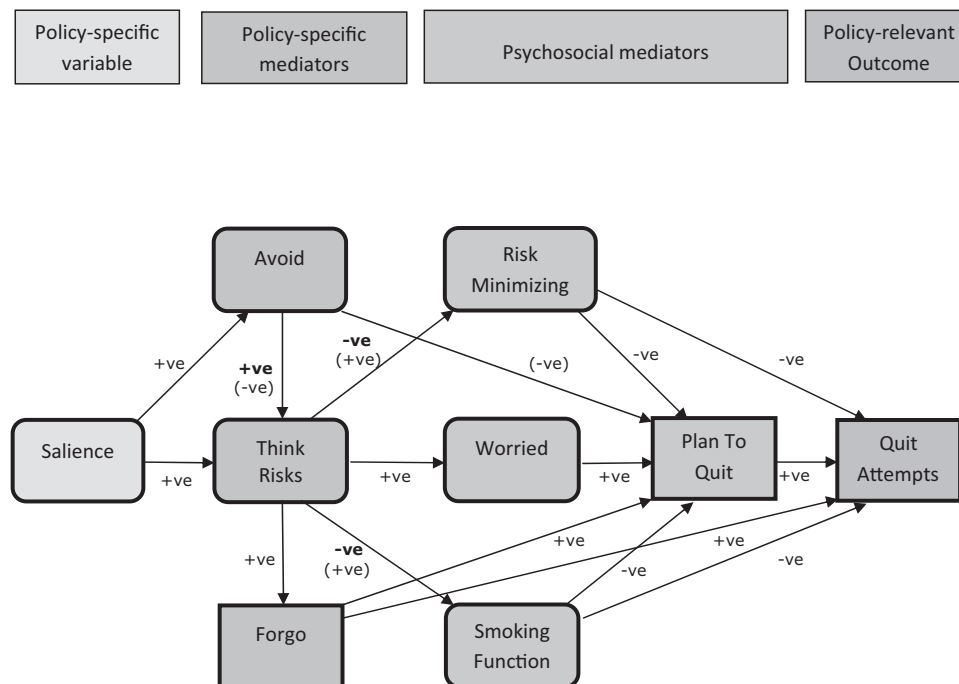 Policy-specific
variable
Policy-specific
mediators
Psychosocial mediators
Policy-relevant
Outcome
Avoid
Risk
Minimizing
+ve
+ve
(-ve)
-ve
(+ve)
(-ve)
-ve
-ve
Salience
+ve
Think
Risks
+ve
Worried
+ve
Plan To
Quit
+ve
Quit
Attempts
+ve
-ve
(+ve)
+ve
+ve
-ve
-ve
Forgo
Smoking
Function